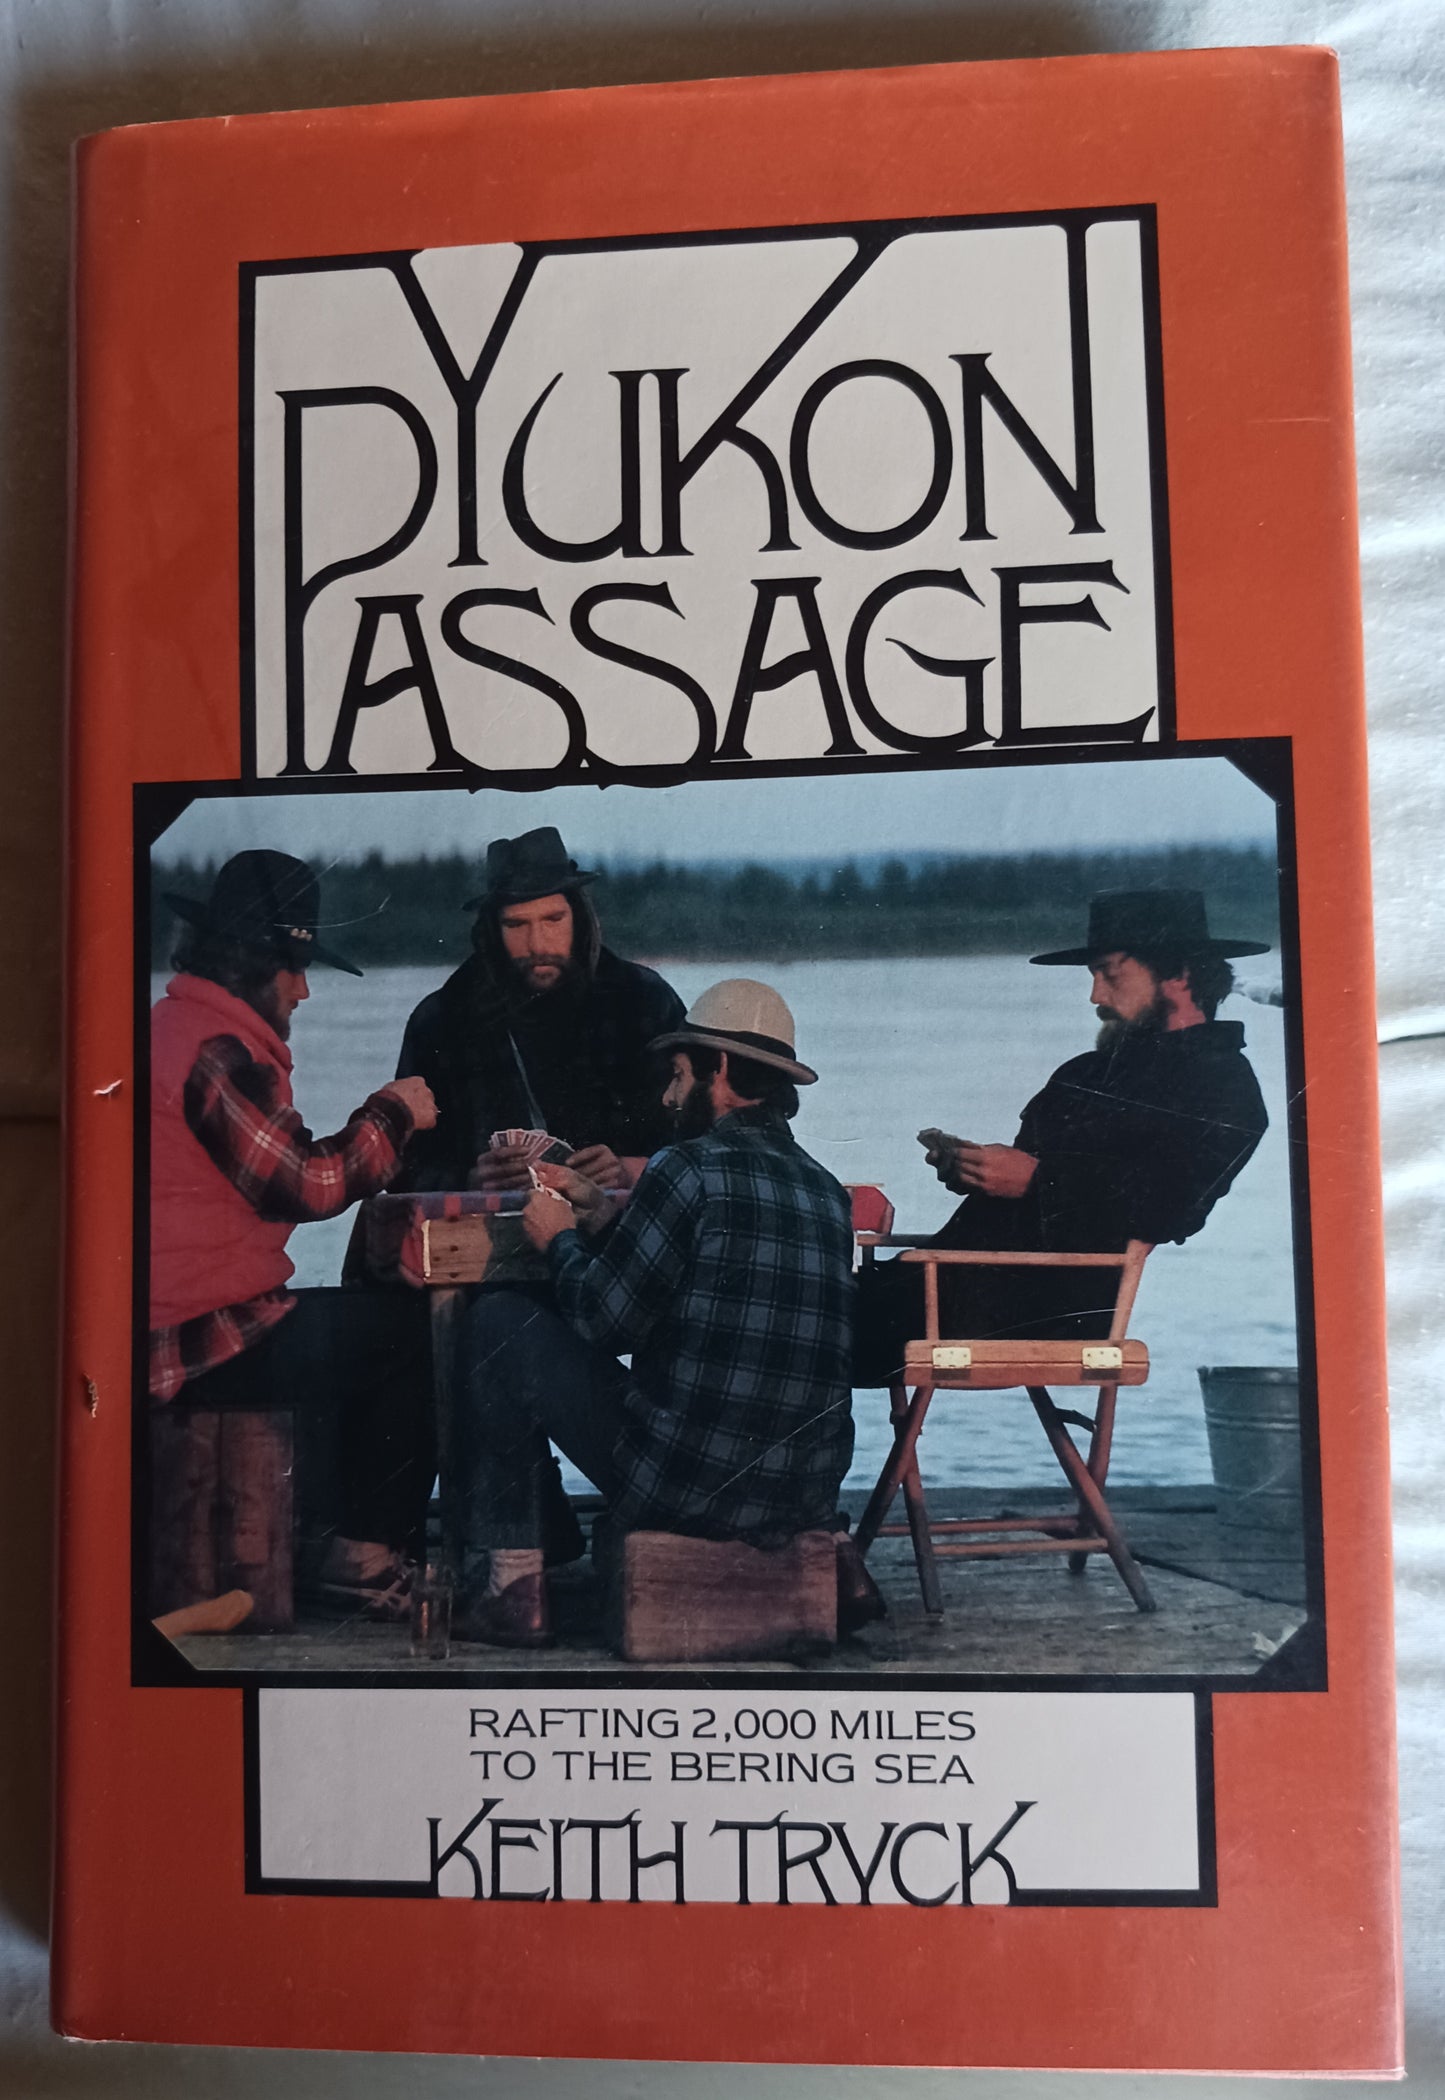 YUKON
PASSAGE
RAFTING 2,000 MILES
TO THE BERING SEA
KEITH TRYCK